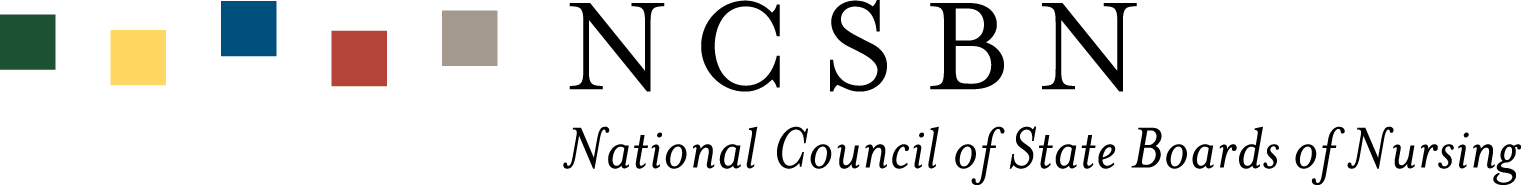 NCSBN
National Council of State Boards of Nursing